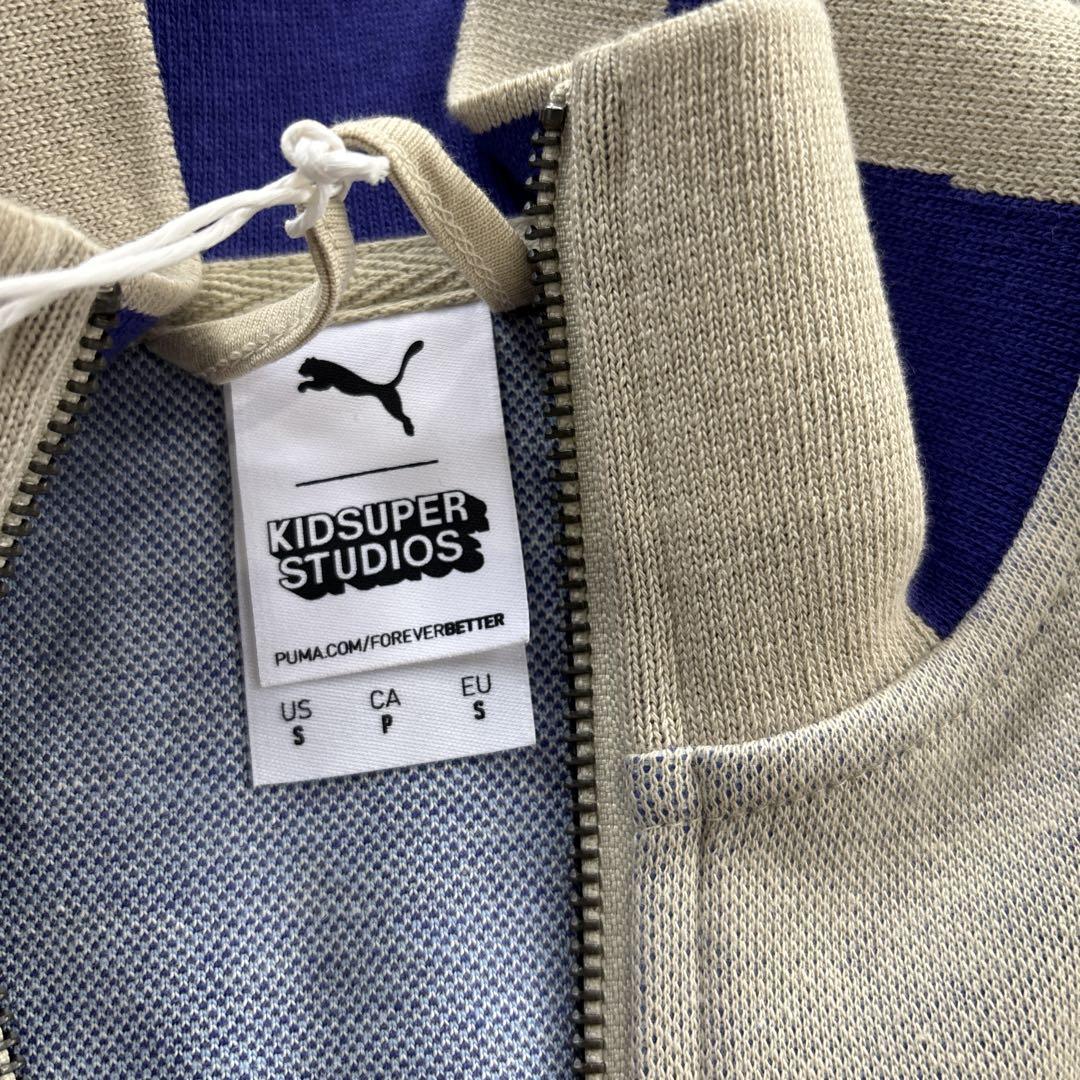 KIDSUPER
STUDIOS
PUMA.COM/FOREVERBETTER
US CA EU
S P S